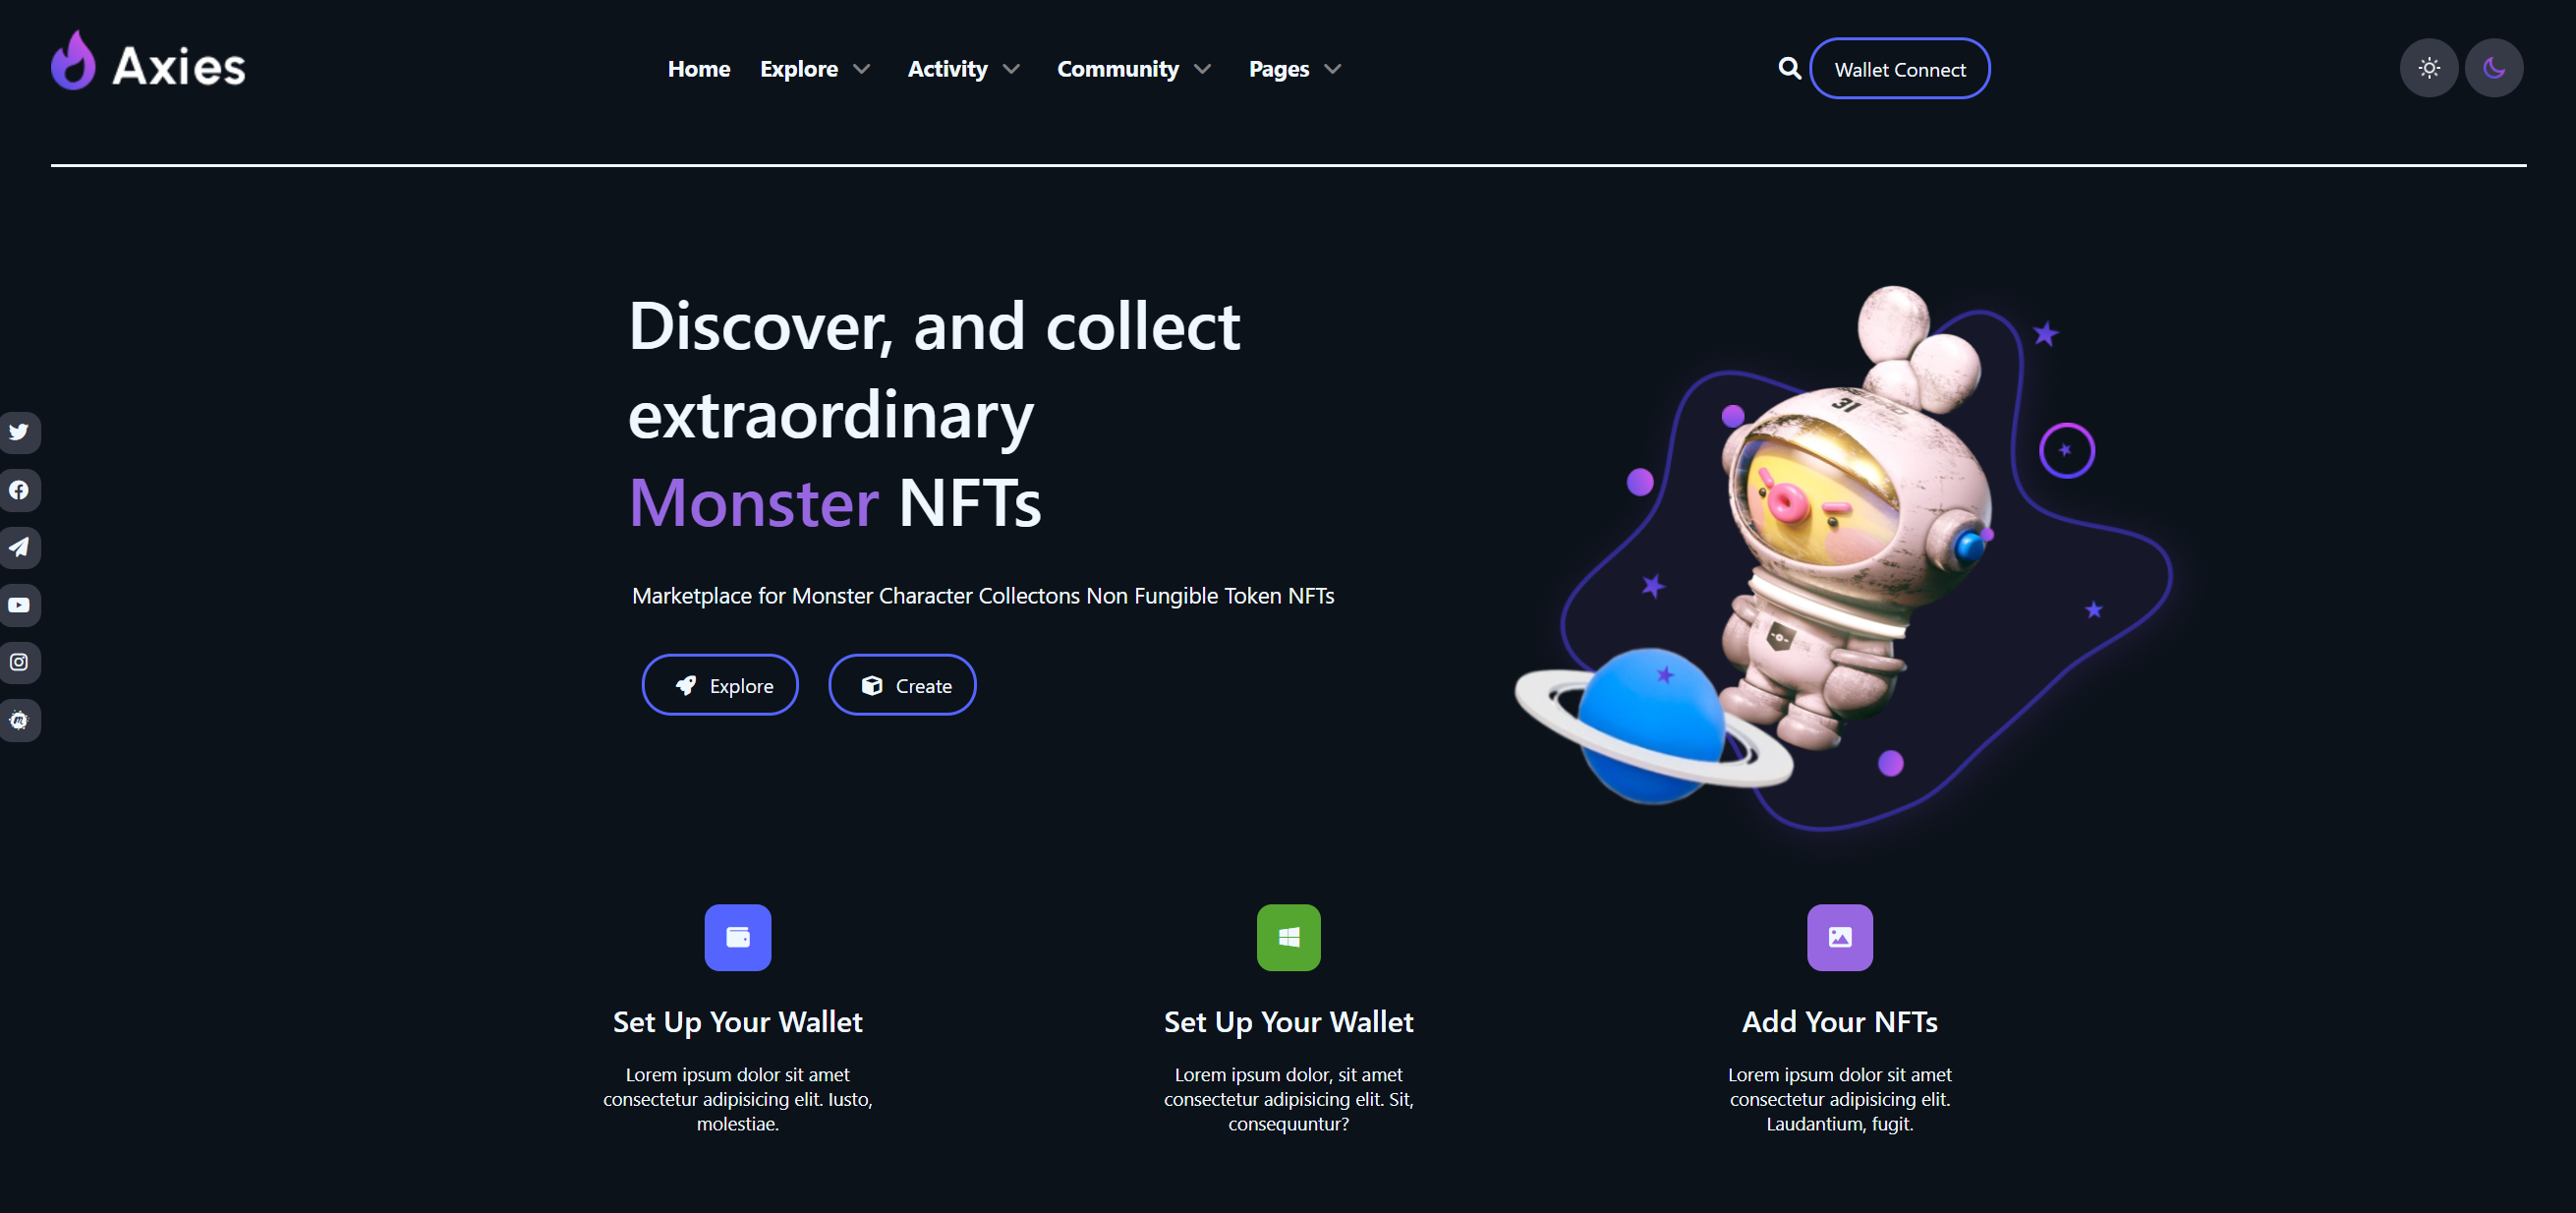 Axies
Home Explore Activity Community Pages
Wallet Connect
Discover, and collect
extraordinary
Monster NFTs
31
Marketplace for Monster Character Collectons Non Fungible Token NFTs
Explore Create
Set Up Your Wallet
Lorem ipsum dolor sit amet
consectetur adipisicing elit. Iusto,
molestiae.
Set Up Your Wallet
Lorem ipsum dolor, sit amet
consectetur adipisicing elit. Sit,
consequuntur?
Add Your NFTs
Lorem ipsum dolor sit amet
consectetur adipisicing elit.
Laudantium, fugit.